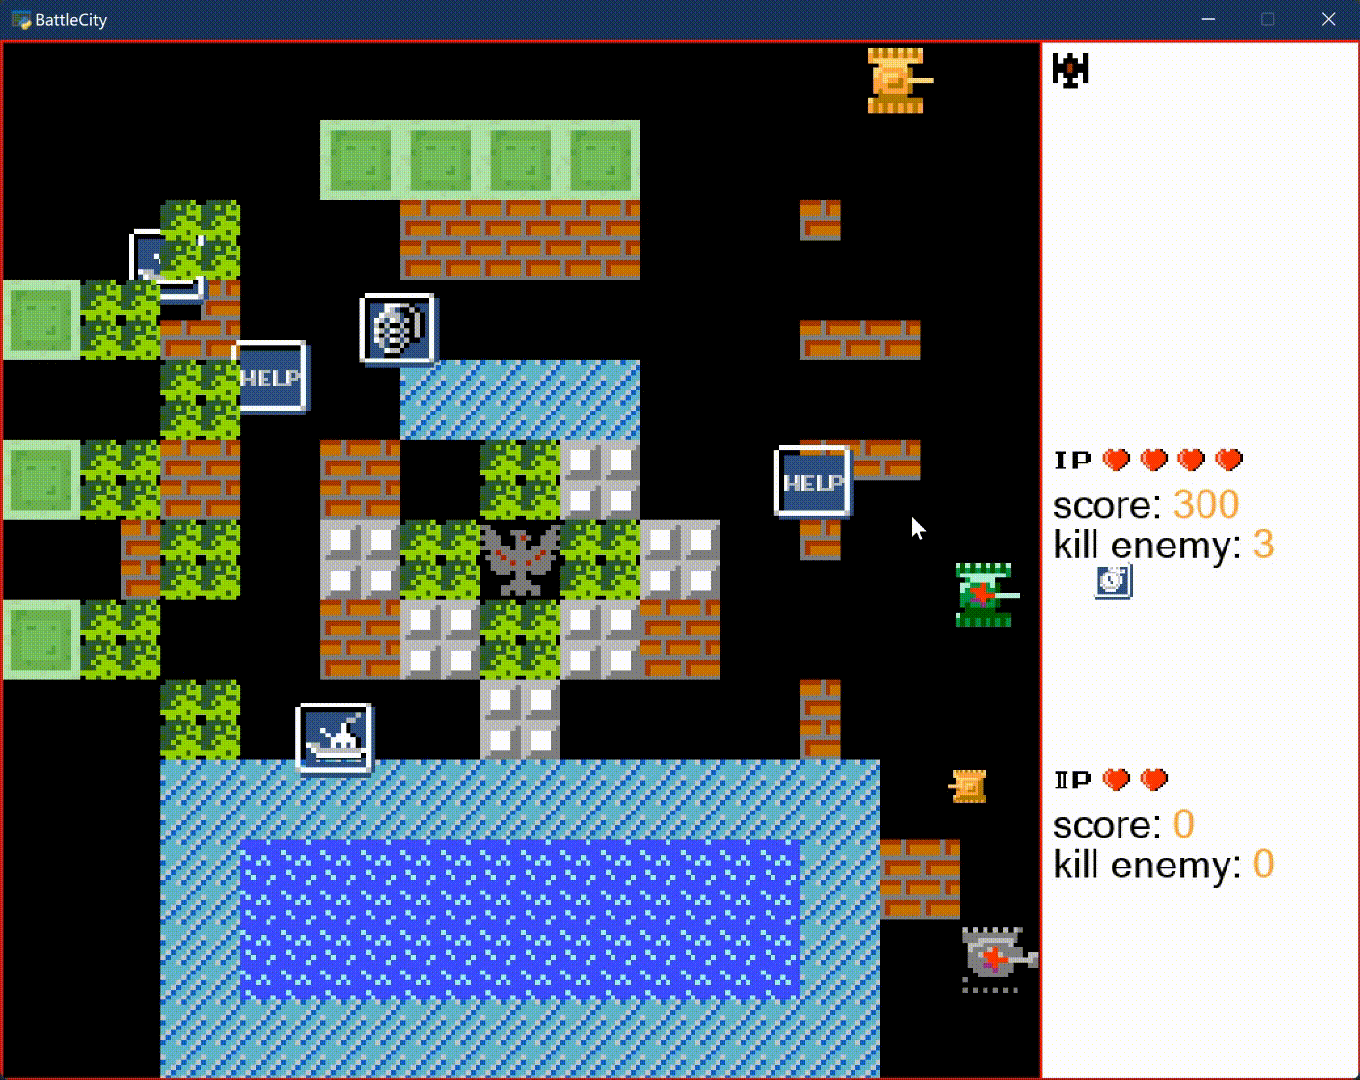 BattleCity
HELP
HELP
IP
score: 300
kill enemy: 3
IIP
score: 0
kill enemy: 0